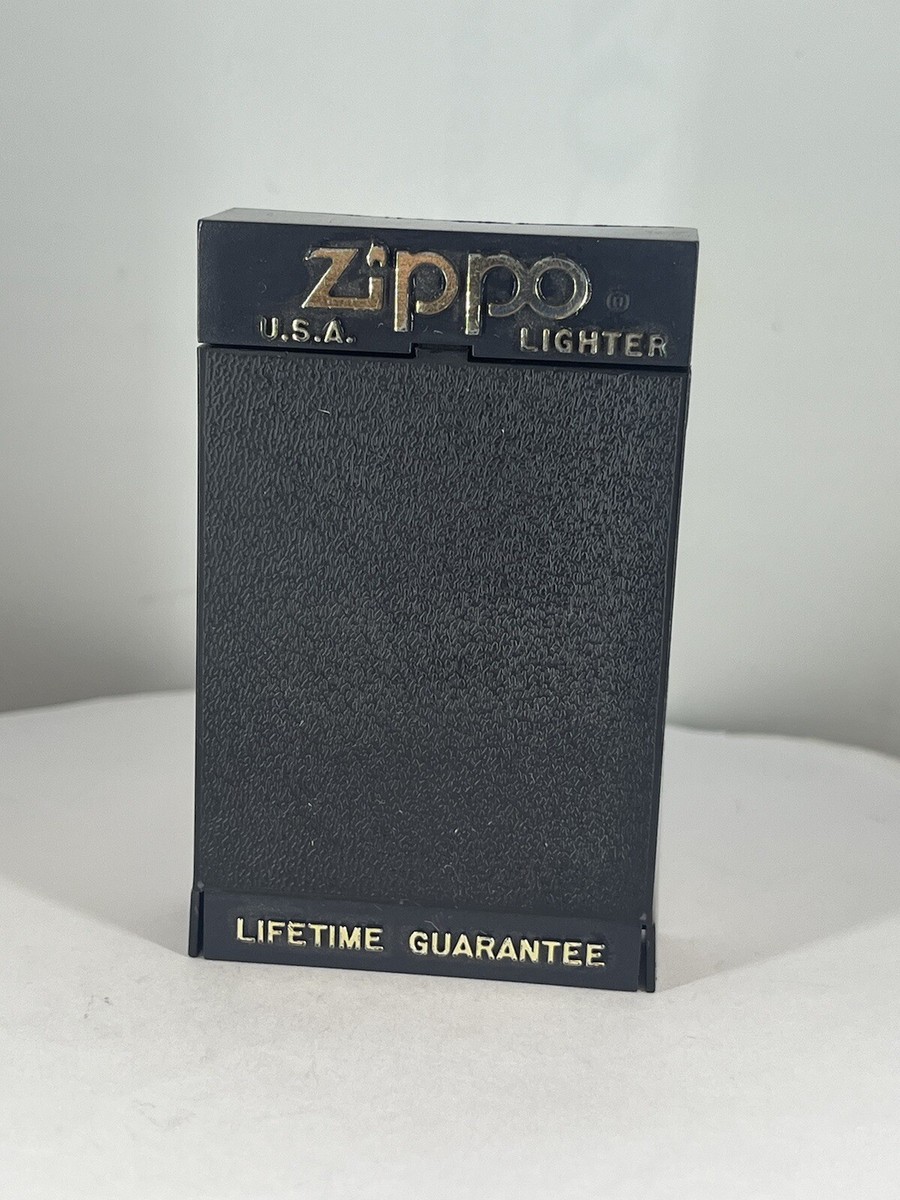 Zippo ®
U.S.A. LIGHTER
LIFETIME GUARANTEE